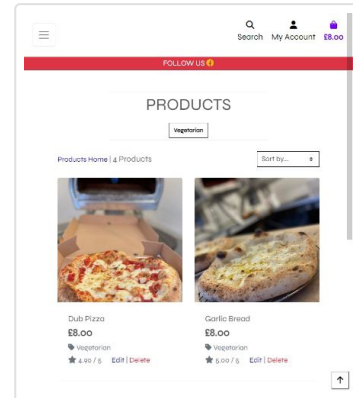 Search My Account £8.00
FOLLOW US
PRODUCTS
Vegetarian
Products Home | 4 Products
Sort by...
Dub Pizza
£8.00
Vegetarian
4.90 / 5 Edit | Delete
Garlic Bread
£8.00
Vegetarian
5.00 / 5 Edit | Delete